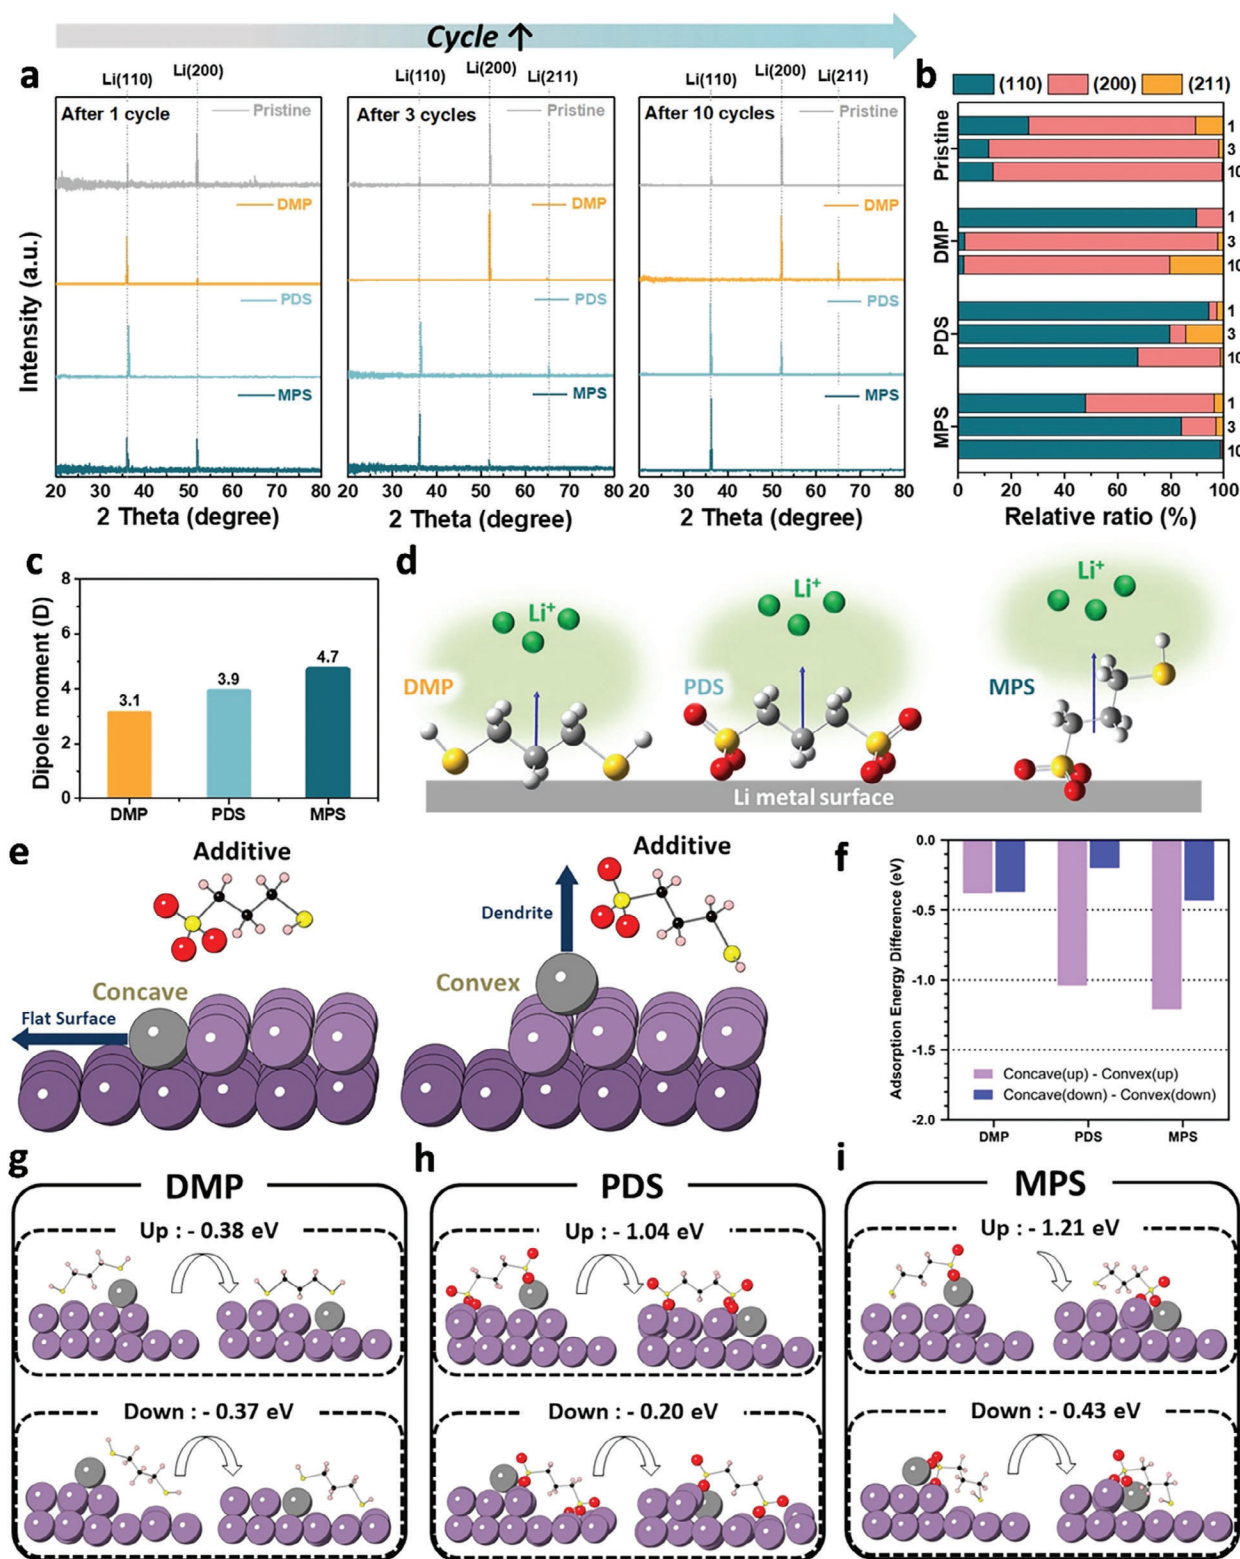 Cycle ↑
a
Li(110)
Li(200)
Li(110)
Li(200)
Li(211)
Li(110)
Li(200)
Li(211)
After 1 cycle
Pristine
DMP
PDS
MPS
After 3 cycles
Pristine
DMP
PDS
MPS
After 10 cycles
Pristine
DMP
PDS
MPS
Intensity (a.u.)
20 30 40 50 60 70 80
20 30 40 50 60 70 80
20 30 40 50 60 70 80
2 Theta (degree)
2 Theta (degree)
2 Theta (degree)
b
(110) (200) (211)
Pristine
1
3
10
DMP
1
3
10
PDS
1
3
10
MPS
1
3
10
0 20 40 60 80 100
Relative ratio (%)
c
Dipole moment (D)
8
6
4
2
0
3.1
3.9
4.7
DMP PDS MPS
d
Li+
DMP
Li+
PDS
Li+
MPS
Li metal surface
e
Additive
Concave
Flat Surface
Additive
Dendrite
Convex
f
Adsorption Energy Difference (eV)
0.0
-0.5
-1.0
-1.5
-2.0
Concave(up) - Convex(up)
Concave(down) - Convex(down)
DMP PDS MPS
g
DMP
Up : - 0.38 eV
Down : - 0.37 eV
h
PDS
Up : - 1.04 eV
Down : - 0.20 eV
i
MPS
Up : - 1.21 eV
Down : - 0.43 eV